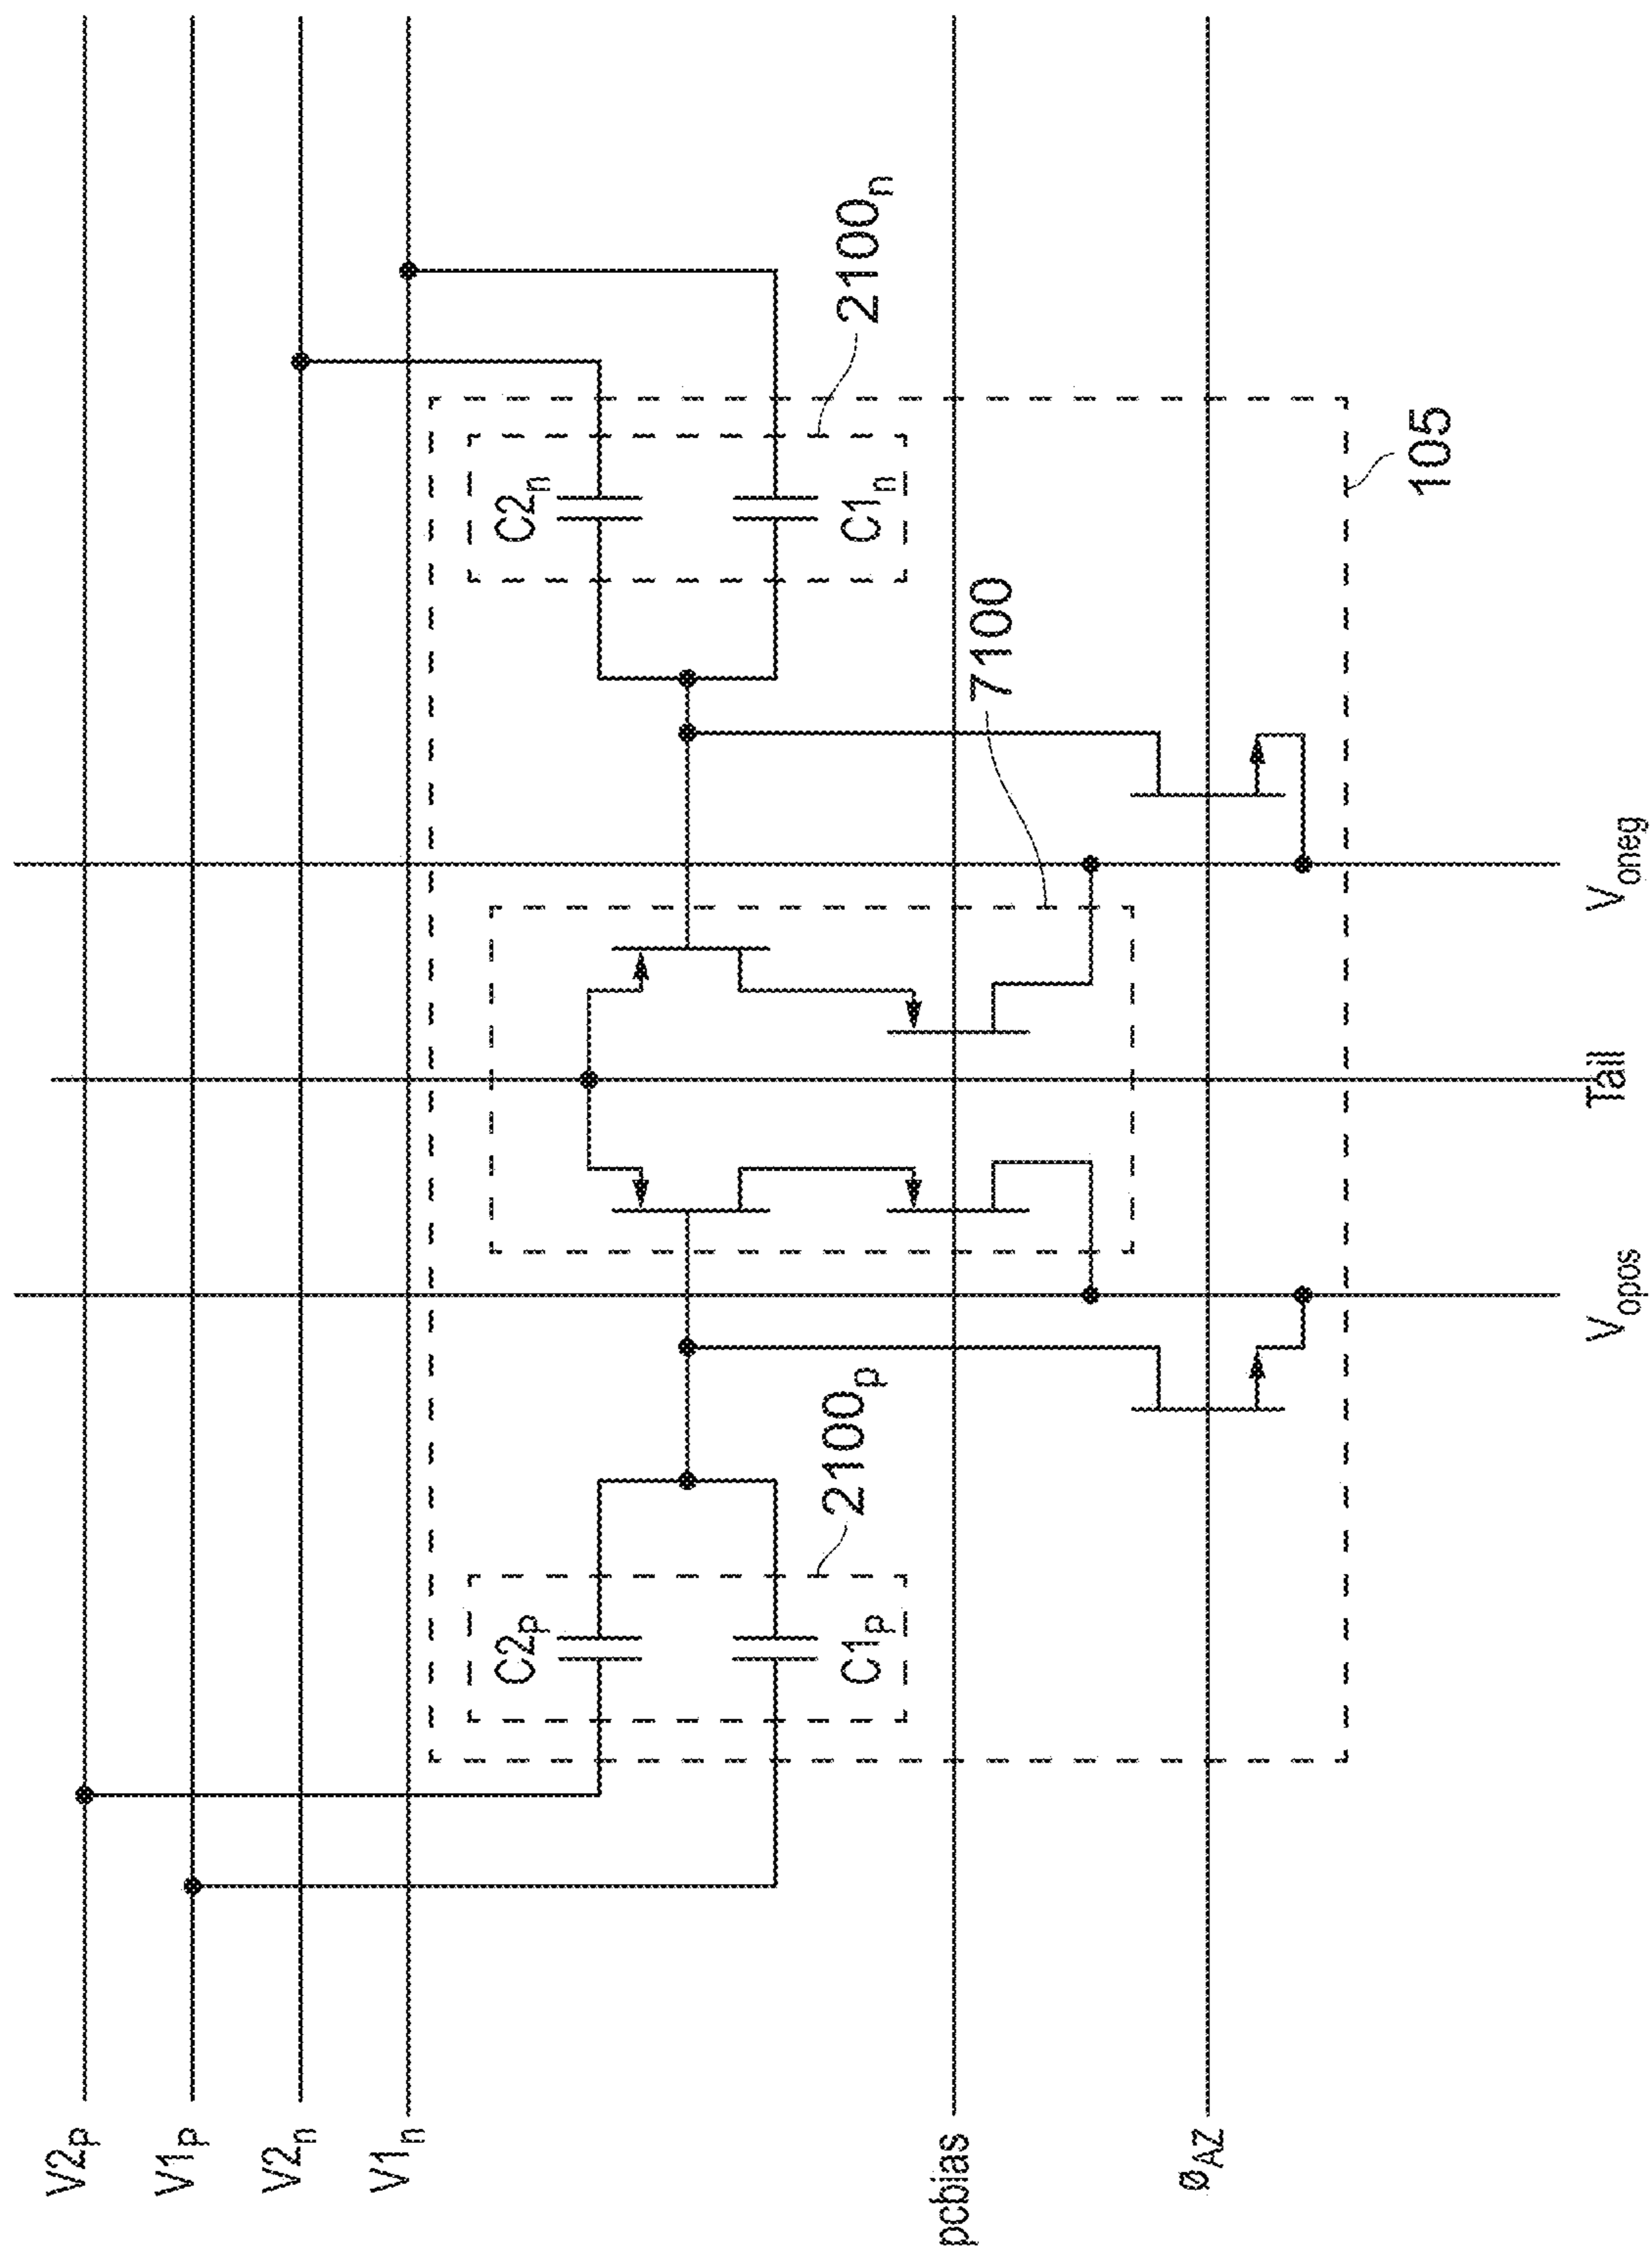 V2p
V1p
V2n
V1n
pcbias
øAZ
C2p
C1p
2100p
C2n
C1n
2100n
7100
105
Vopos
Tail
Voneg